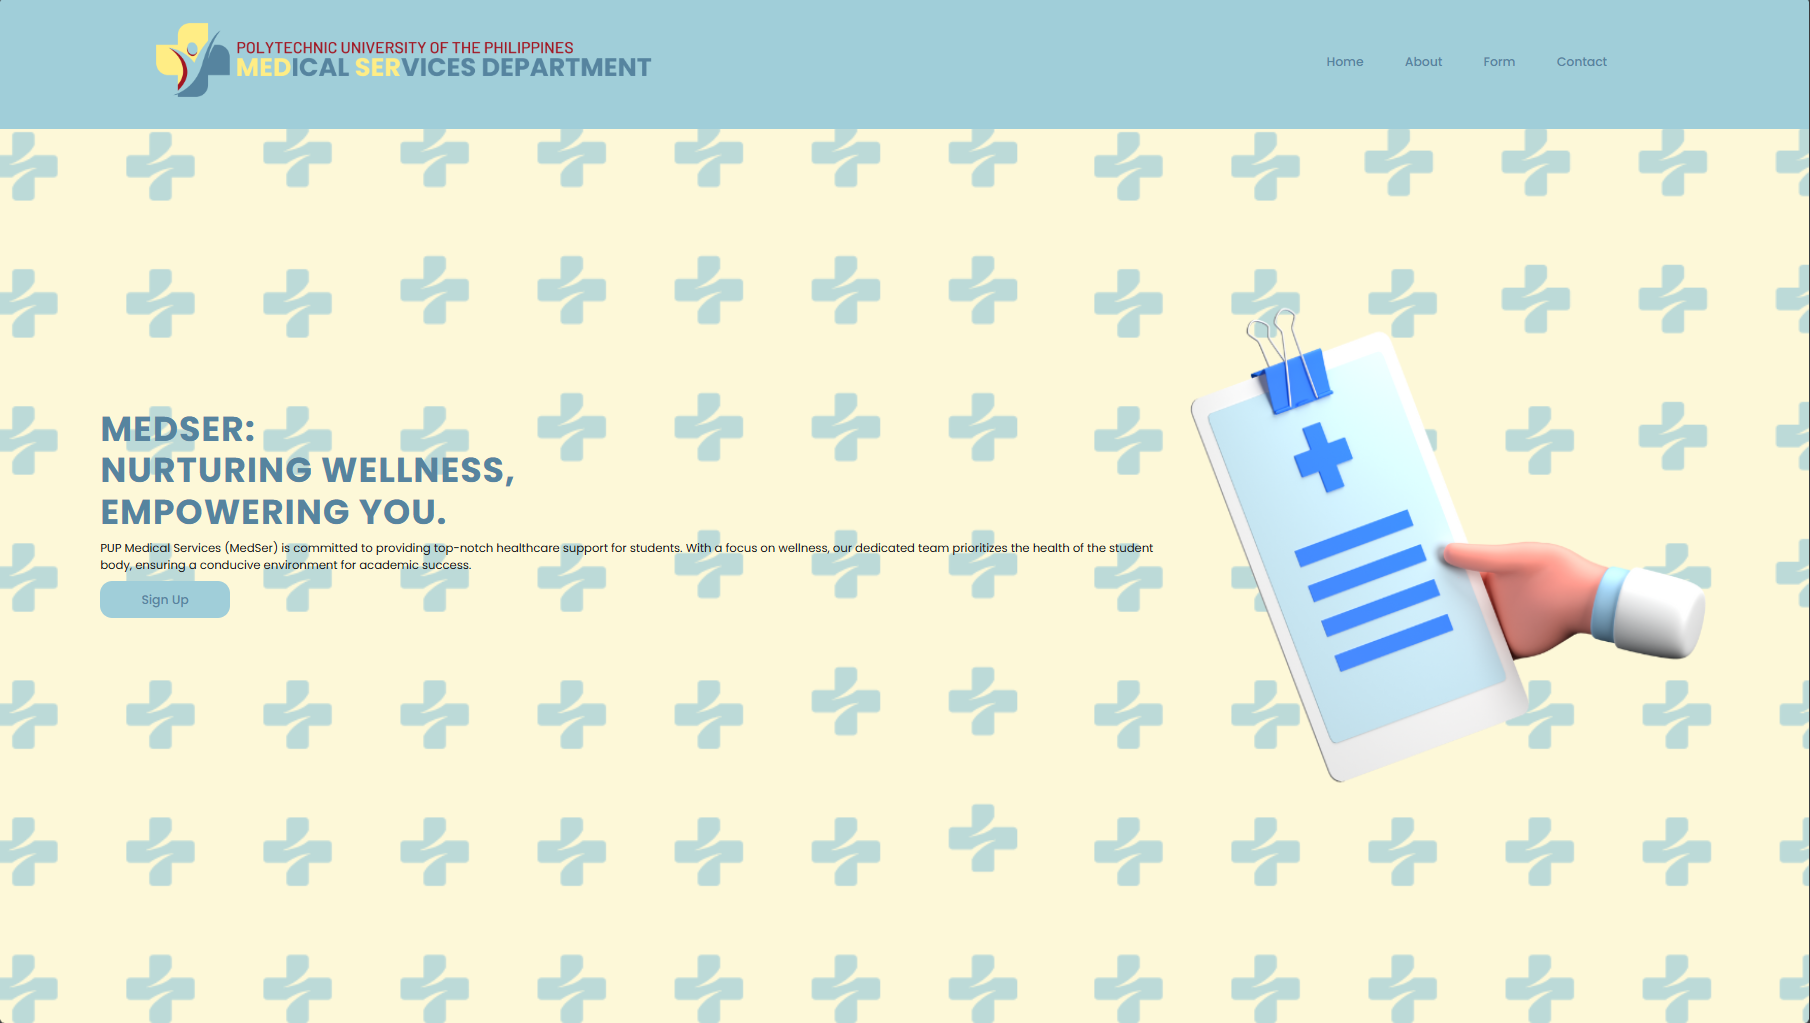 POLYTECHNIC UNIVERSITY OF THE PHILIPPINES
MEDICAL SERVICES DEPARTMENT
Home About Form Contact
MEDSER:
NURTURING WELLNESS,
EMPOWERING YOU.
PUP Medical Services (MedSer) is committed to providing top-notch healthcare support for students. With a focus on wellness, our dedicated team prioritizes the health of the student
body, ensuring a conducive environment for academic success.
Sign Up